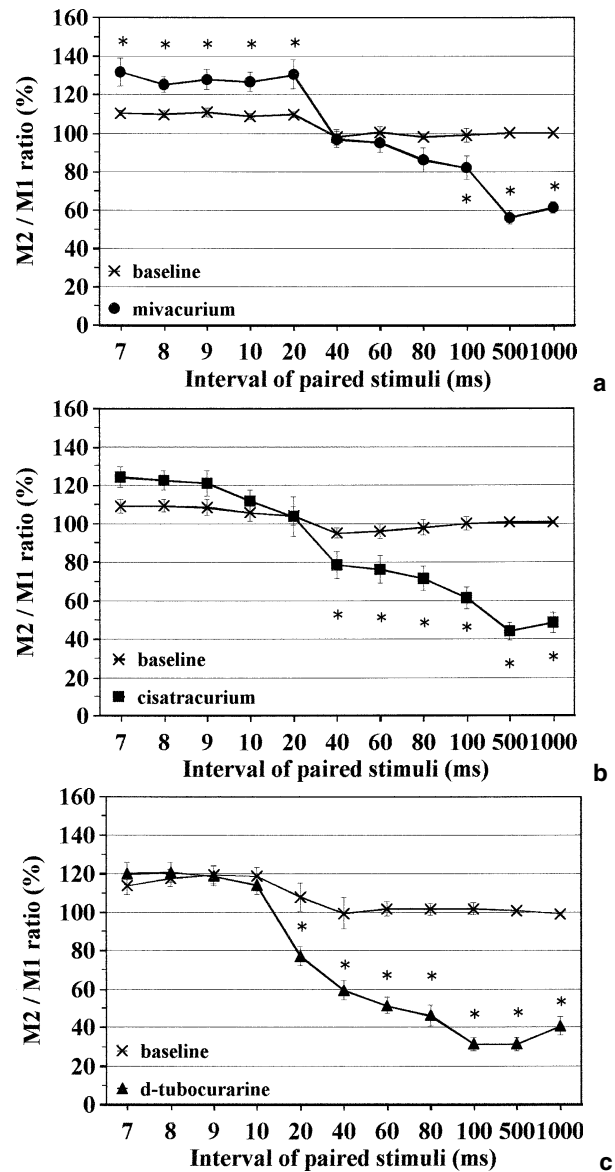 160
140
120
100
80
60
40
20
0
M2 / M1 ratio (%)
* * * * *
* * *
baseline
mivacurium
7 8 9 10 20 40 60 80 100 500 1000
Interval of paired stimuli (ms)
a
160
140
120
100
80
60
40
20
0
M2 / M1 ratio (%)
* * * * * *
baseline
cisatracurium
7 8 9 10 20 40 60 80 100 500 1000
Interval of paired stimuli (ms)
b
160
140
120
100
80
60
40
20
0
M2 / M1 ratio (%)
* * * * * * *
baseline
d-tubocurarine
7 8 9 10 20 40 60 80 100 500 1000
Interval of paired stimuli (ms)
c